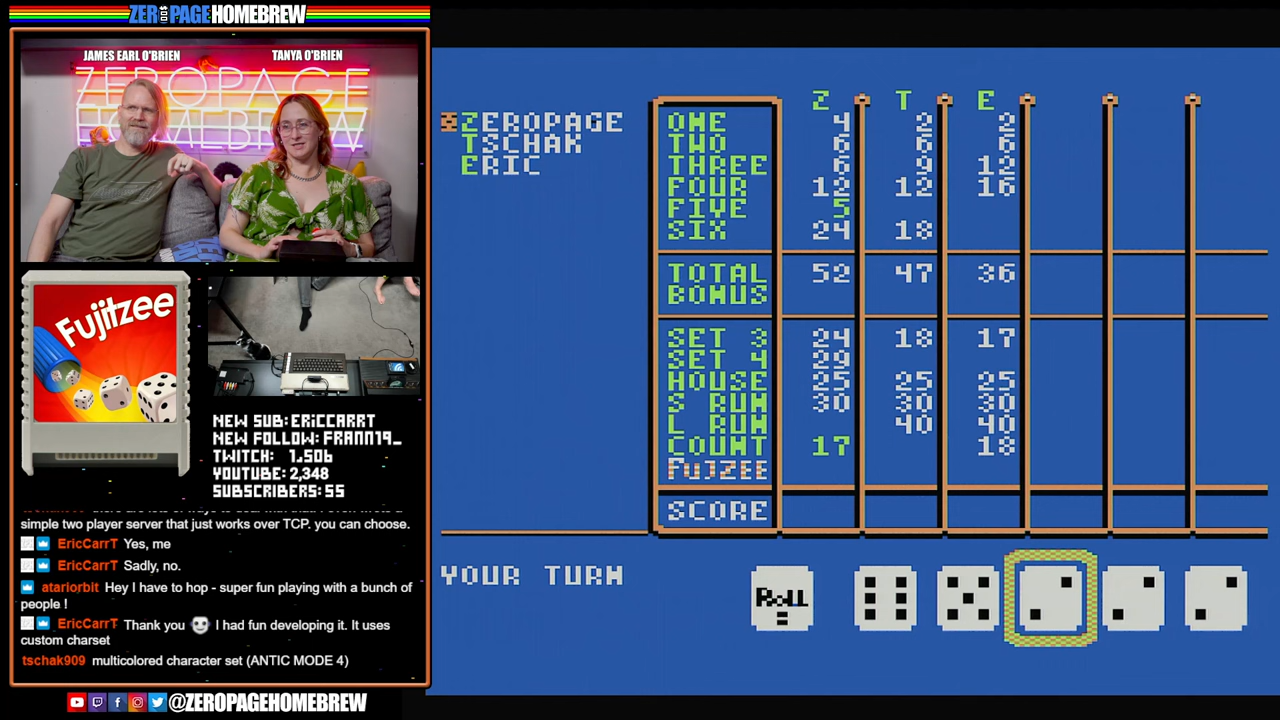 ZEROPAGE HOMEBREW
JAMES EARL O'BRIEN
TANYA O'BRIEN
ZEROPAGE
HOMEBREW
Fujitzee
NEW SUB: ERICCARRT
NEW FOLLOW: FRANN19_
TWITCH: 1,506
YOUTUBE: 2,348
SUBSCRIBERS: 55
simple two player server that just works over TCP. you can choose.
EricCarrT Yes, me
EricCarrT Sadly, no.
atariorbit Hey I have to hop - super fun playing with a bunch of
people !
EricCarrT Thank you I had fun developing it. It uses
custom charset
tschak909 multicolored character set (ANTIC MODE 4)
@ZEROPAGEHOMEBREW
ZEROPAGE
TSCHAK
ERIC
Z T E
ONE 4 2 2
TWO 6 6 6
THREE 6 9 12
FOUR 12 12 16
FIVE 5
SIX 24 18
TOTAL 52 47 36
BONUS
SET 3 24 18 17
SET 4 29
HOUSE 25 25 25
S RUN 30 30 30
L RUN 40 40
COUNT 17 18
FUJZEE
SCORE
YOUR TURN
ROLL